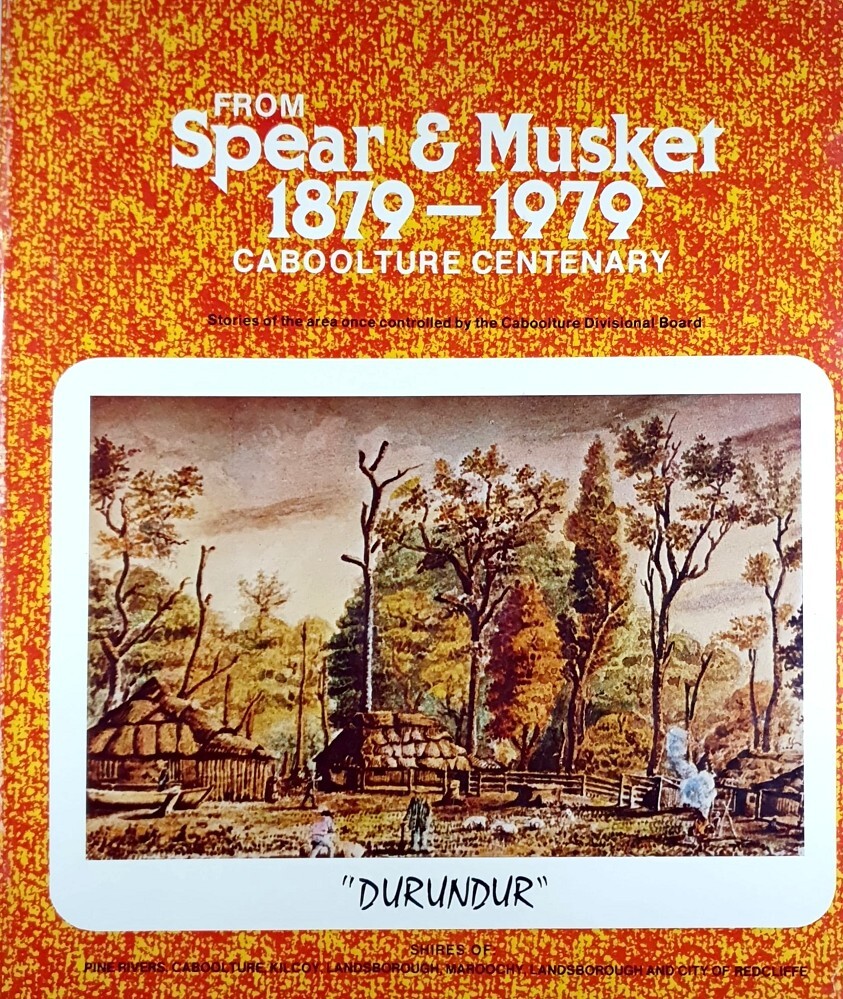 FROM
Spear & Musket
1879-1979
CABOOLTURE CENTENARY
Stories of the area once controlled by the Caboolture Divisional Board
"DURUNDUR"
SHIRES OF
PINE RIVERS, CABOOLTURE, KILCOY, LANDSBOROUGH, MAROOCHY, LANDSBOROUGH AND CITY OF REDCLIFFE